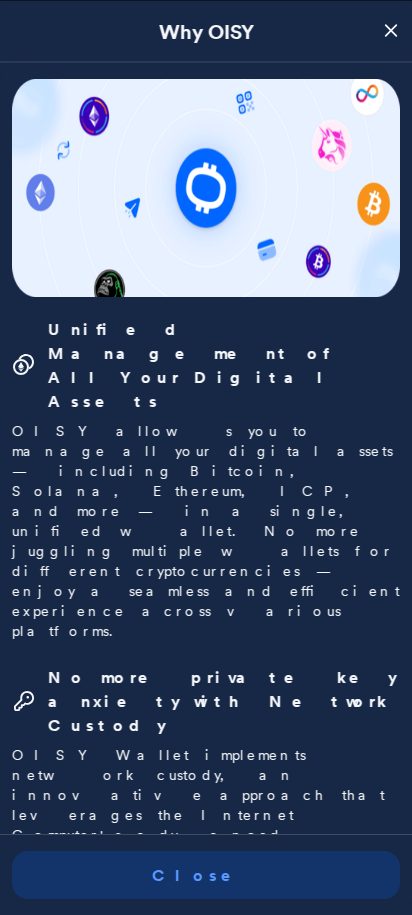 Why OISY
Unified
Management of
All Your Digital
Assets
OISY allows you to
manage all your digital assets
— including Bitcoin,
Solana, Ethereum, ICP,
and more — in a single,
unified wallet. No more
juggling multiple wallets for
different cryptocurrencies —
enjoy a seamless and efficient
experience across various
platforms.
No more private key
anxiety with Network
Custody
OISY Wallet implements
network custody, an
innovative approach that
leverages the Internet
Close